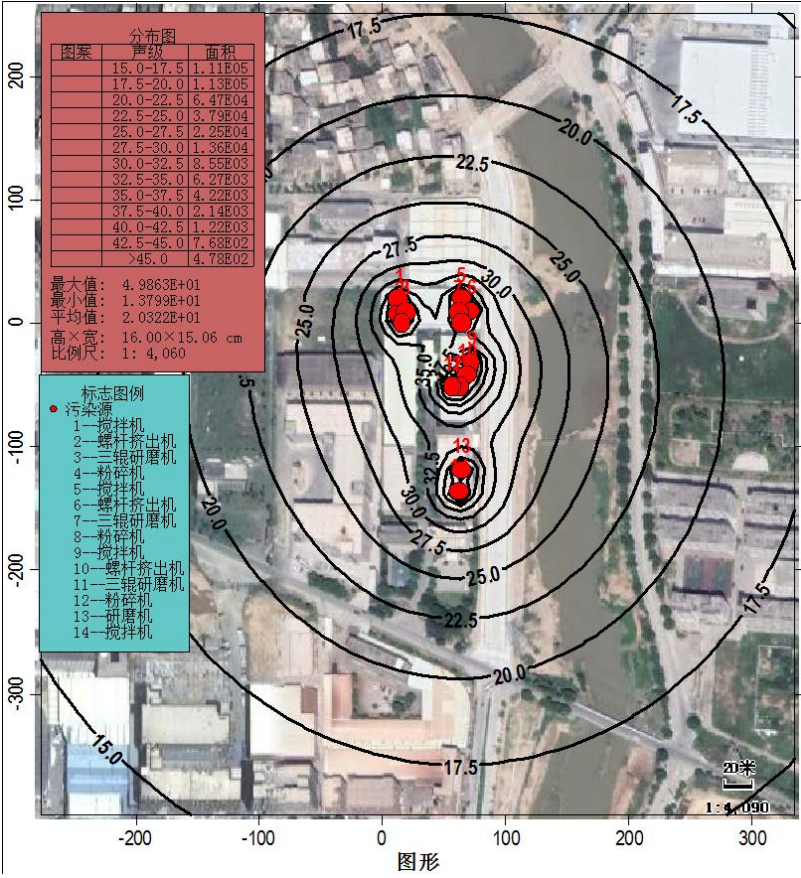 分布图
图案 声级 面积
15.0-17.5 1.11E05
17.5-20.0 1.13E05
20.0-22.5 6.47E04
22.5-25.0 3.79E04
25.0-27.5 2.25E04
27.5-30.0 1.36E04
30.0-32.5 8.55E03
32.5-35.0 6.27E03
35.0-37.5 4.22E03
37.5-40.0 2.14E03
40.0-42.5 1.22E03
42.5-45.0 7.68E02
>45.0 4.78E02
最大值: 4.9863E+01
最小值: 1.3799E+01
平均值: 2.0322E+01
高×宽: 16.00×15.06 cm
比例尺: 1: 4,060
标志图例
污染源
1--搅拌机
2--螺杆挤出机
3--三辊研磨机
4--粉碎机
5--搅拌机
6--螺杆挤出机
7--三辊研磨机
8--粉碎机
9--搅拌机
10--螺杆挤出机
11--三辊研磨机
12--粉碎机
13--研磨机
14--搅拌机
17.5
17.5
20.0
22.5
27.5
30.0
25.0
1
5
6
9
35.0
13
32.5
30.0
27.5
25.0
22.5
20.0
20.0
17.5
17.5
15.0
200
100
0
-100
-200
-300
-200
-100
0
100
200
300
20米
1:4,090
图形